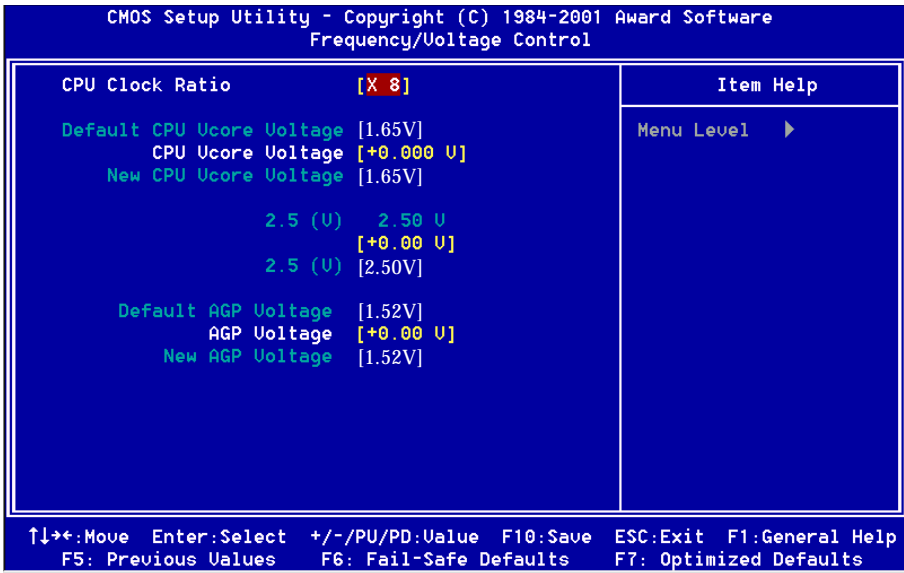 CMOS Setup Utility - Copyright (C) 1984-2001 Award Software
Frequency/Voltage Control
CPU Clock Ratio [X 8]
Default CPU Vcore Voltage [1.65V]
CPU Vcore Voltage [+0.000 V]
New CPU Vcore Voltage [1.65V]
2.5 (V) 2.50 V
[+0.00 V]
2.5 (V) [2.50V]
Default AGP Voltage [1.52V]
AGP Voltage [+0.00 V]
New AGP Voltage [1.52V]
Item Help
Menu Level ▶
↑↓→←:Move Enter:Select +/-/PU/PD:Value F10:Save ESC:Exit F1:General Help
F5: Previous Values F6: Fail-Safe Defaults F7: Optimized Defaults